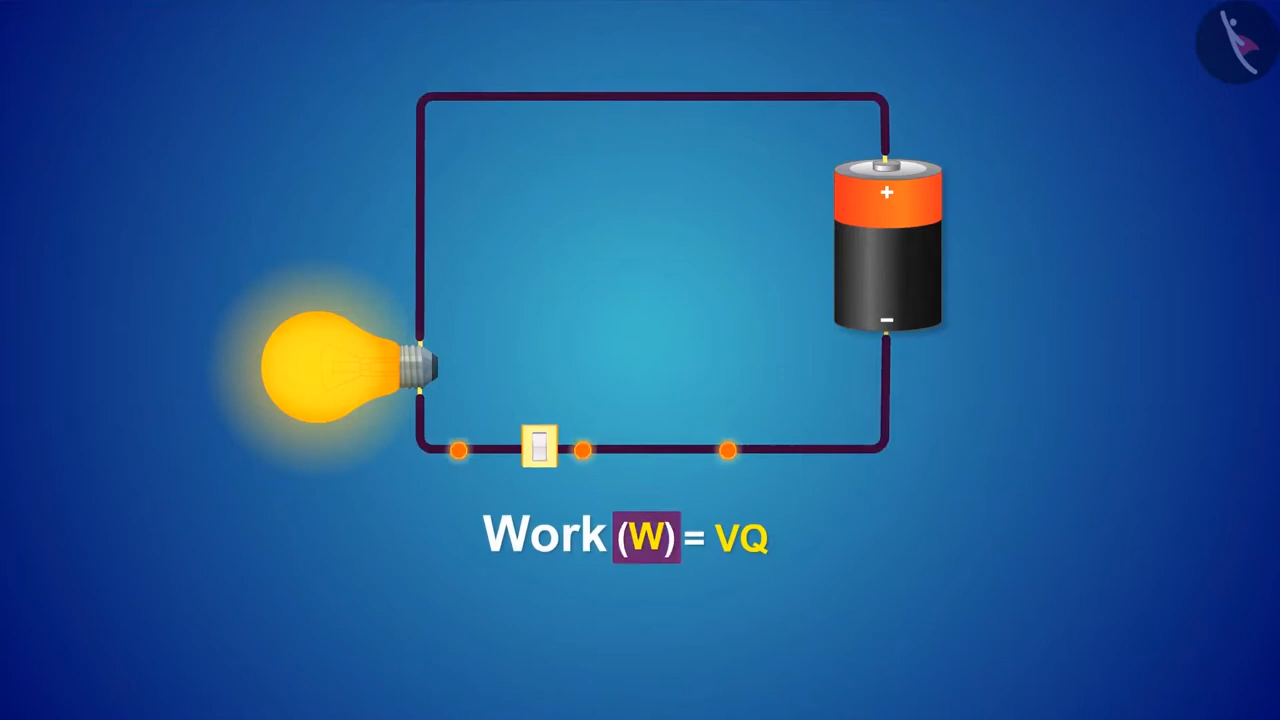 +
−
Work (W) = VQ